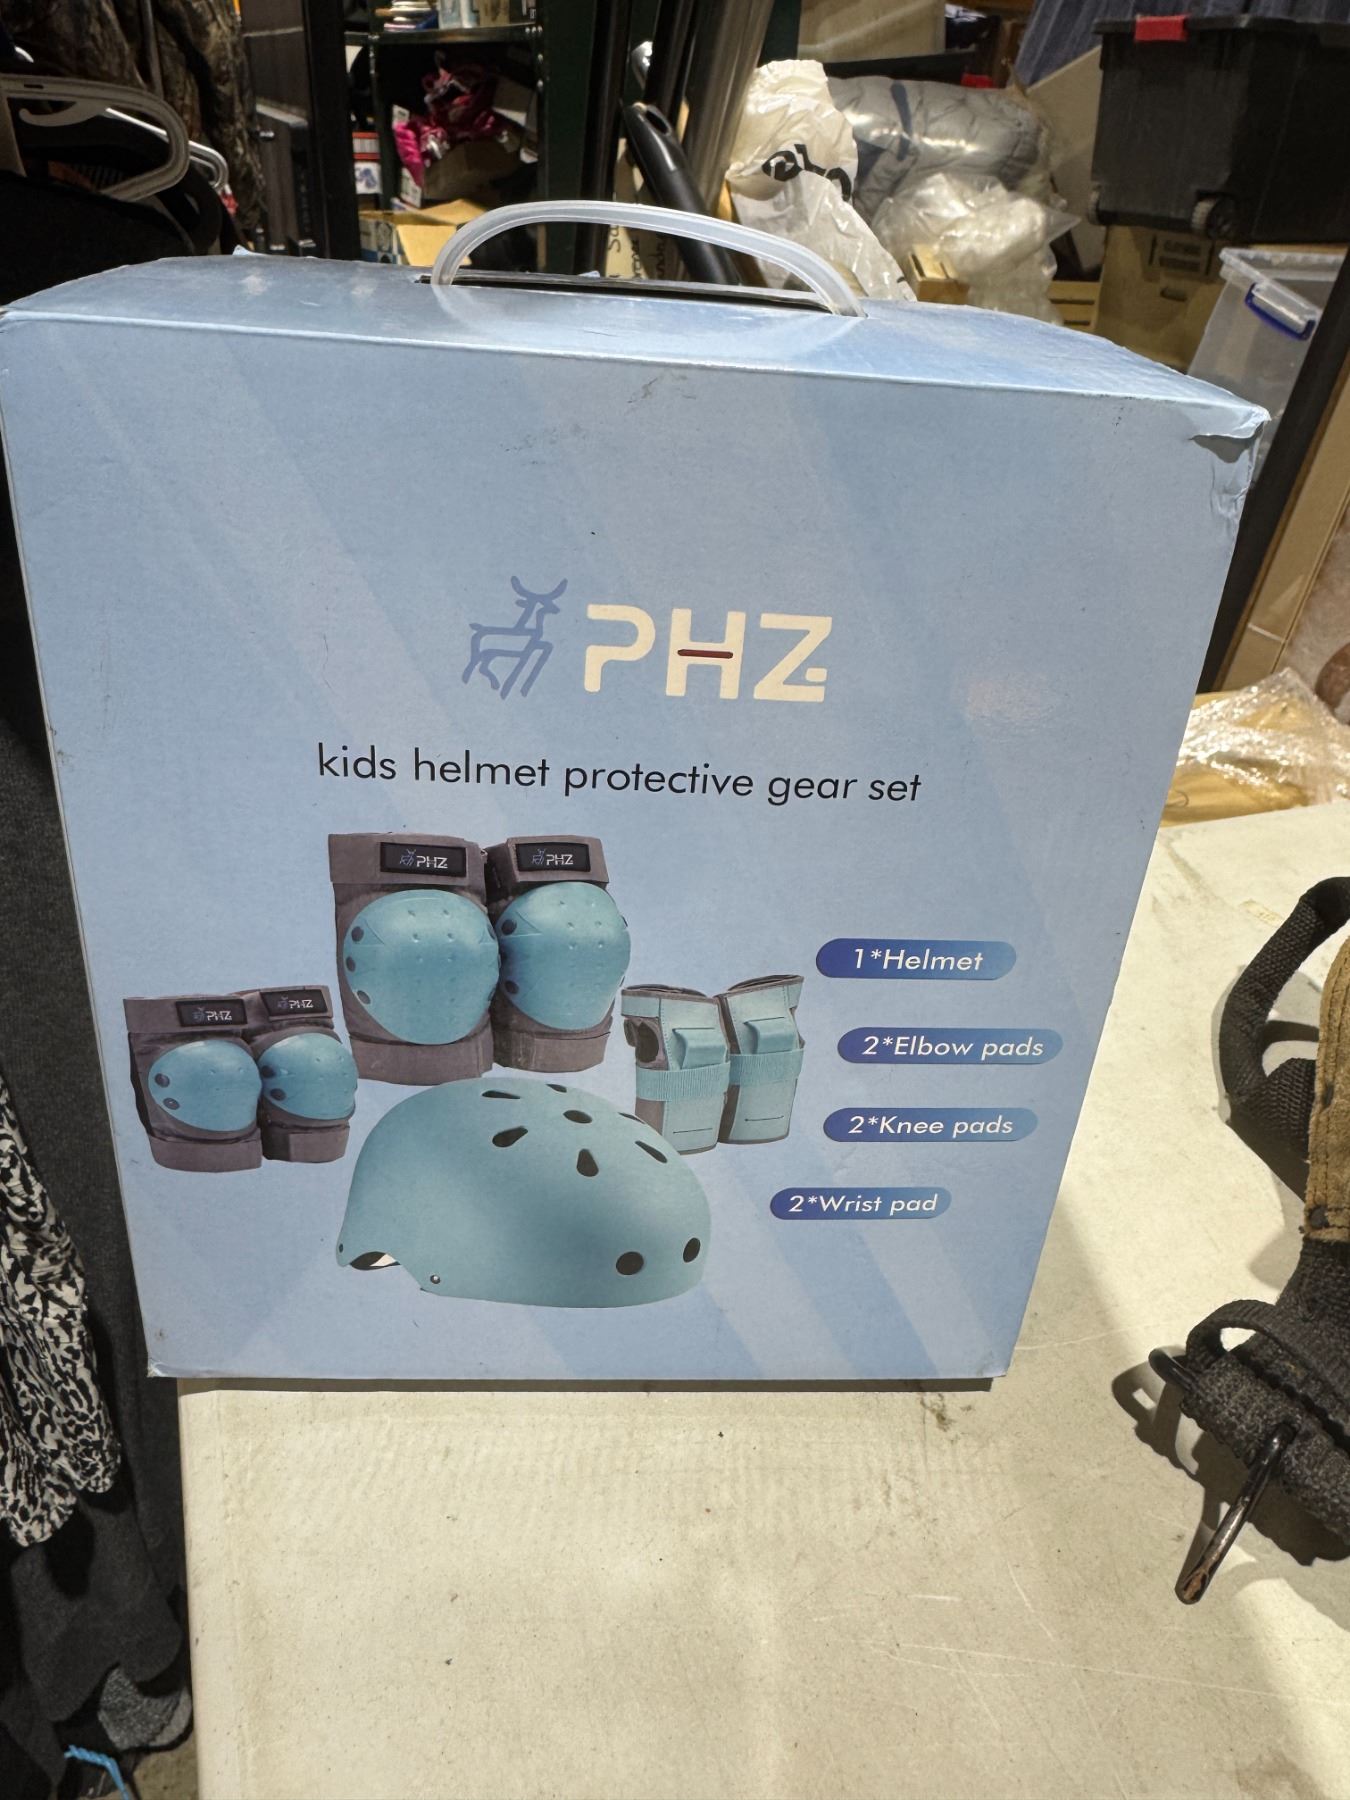 PHZ
kids helmet protective gear set
PHZ PHZ
PHZ PHZ
1*Helmet
2*Elbow pads
2*Knee pads
2*Wrist pad